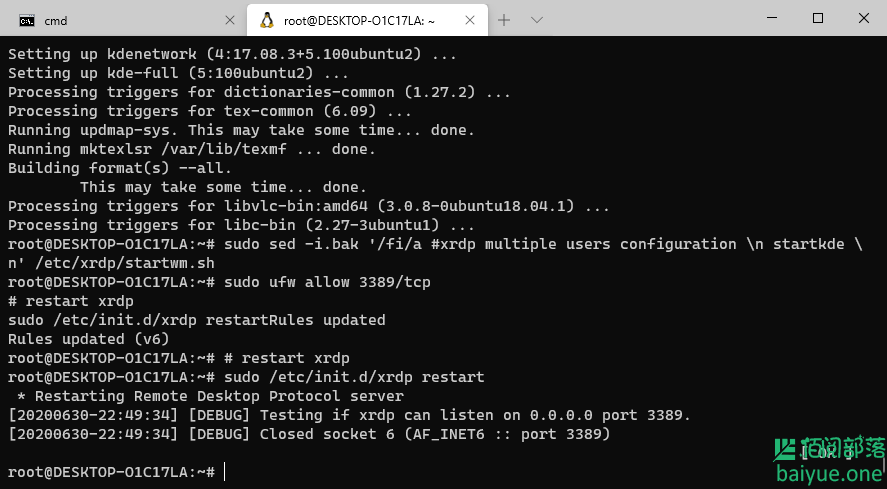 cmd
root@DESKTOP-O1C17LA: ~
Setting up kdenetwork (4:17.08.3+5.100ubuntu2) ...
Setting up kde-full (5:100ubuntu2) ...
Processing triggers for dictionaries-common (1.27.2) ...
Processing triggers for tex-common (6.09) ...
Running updmap-sys. This may take some time... done.
Running mktexlsr /var/lib/texmf ... done.
Building format(s) --all.
        This may take some time... done.
Processing triggers for libvlc-bin:amd64 (3.0.8-0ubuntu18.04.1) ...
Processing triggers for libc-bin (2.27-3ubuntu1) ...
root@DESKTOP-O1C17LA:~# sudo sed -i.bak '/fi/a #xrdp multiple users configuration \n startkde \
n' /etc/xrdp/startwm.sh
root@DESKTOP-O1C17LA:~# sudo ufw allow 3389/tcp
# restart xrdp
sudo /etc/init.d/xrdp restartRules updated
Rules updated (v6)
root@DESKTOP-O1C17LA:~# # restart xrdp
root@DESKTOP-O1C17LA:~# sudo /etc/init.d/xrdp restart
 * Restarting Remote Desktop Protocol server
[20200630-22:49:34] [DEBUG] Testing if xrdp can listen on 0.0.0.0 port 3389.
[20200630-22:49:34] [DEBUG] Closed socket 6 (AF_INET6 :: port 3389)
[ OK ]
佰阅部落
baiyue.one
root@DESKTOP-O1C17LA:~#